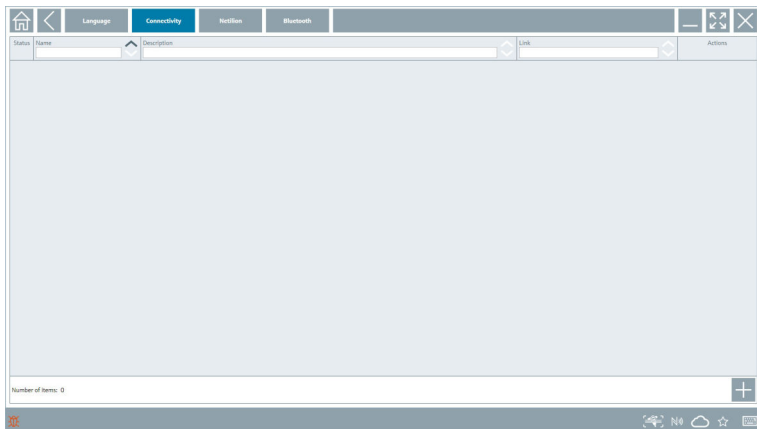 Language Connectivity Netilion Bluetooth
Status Name Description Link Actions
Number of items: 0